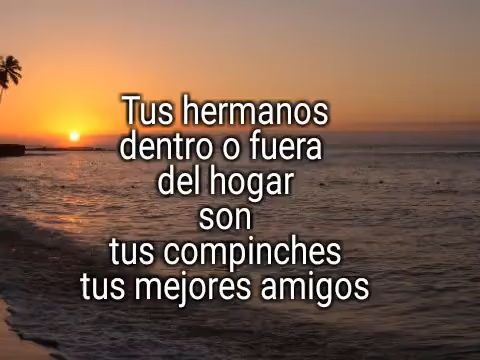 Tus hermanos
dentro o fuera
del hogar
son
tus compinches
tus mejores amigos